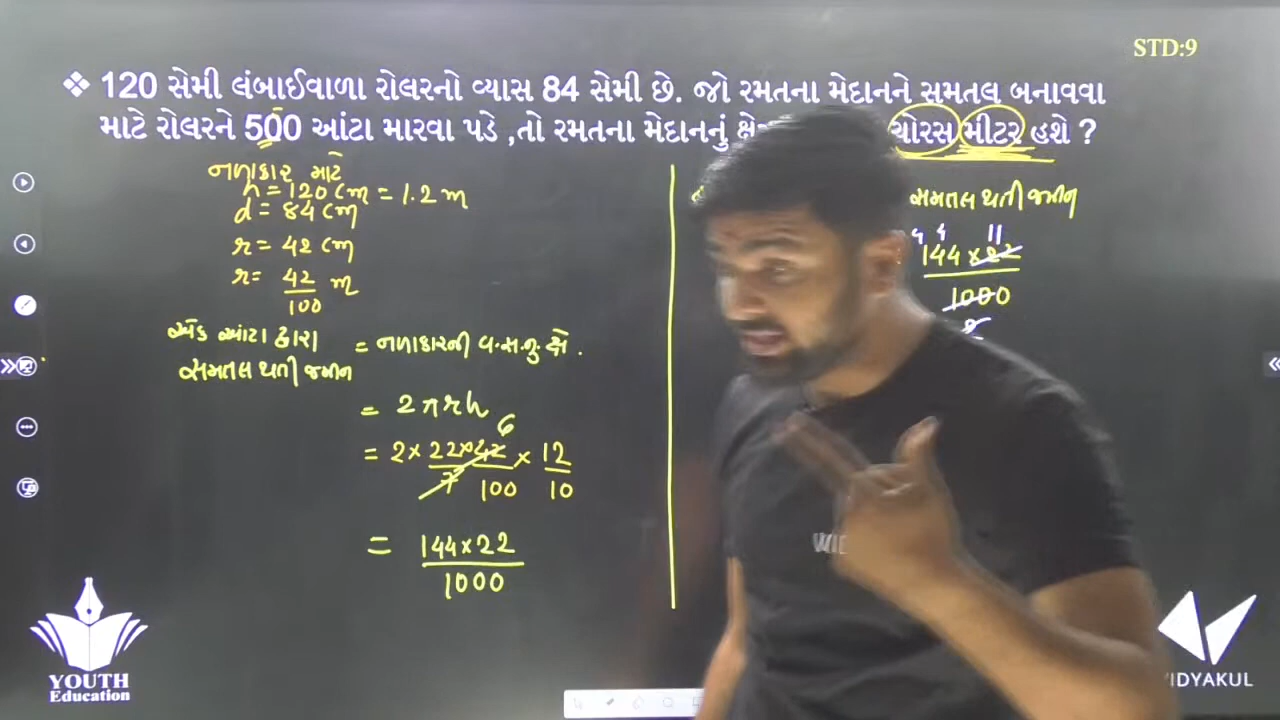 STD:9
❖ 120 સેમી લંબાઈવાળા રોલરનો વ્યાસ 84 સેમી છે. જો રમતના મેદાનને સમતલ બનાવવા
માટે રોલરને 500 આંટા મારવા પડે ,તો રમતના મેદાનનું ચોરસ મીટર હશે ?
નળાકાર માટે
h = 120 cm = 1.2 m
d = 84 cm
r = 42 cm
r = 42/100 m
એક આંટા દ્વારા
સમતલ થતી જમીન = નળાકારની વ.સ.નું ક્ષે.
= 2πrh
6
= 2 × 22×42/7 100 × 12/10
= 144×22/1000
સમતલ થતી જમીન
4 11
144 × 22
1000
YOUTH
Education
VIDYAKUL